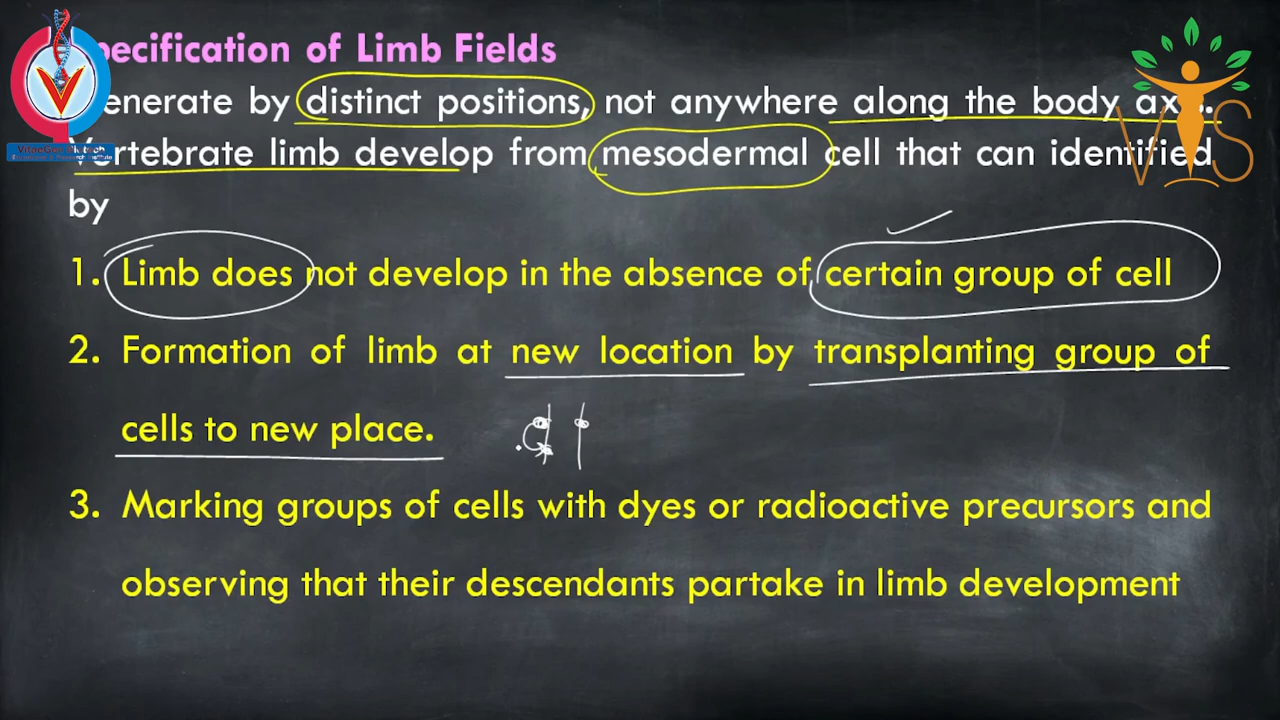 pecification of Limb Fields
enerate by distinct positions, not anywhere along the body axis.
Vertebrate limb develop from mesodermal cell that can identified
by
1. Limb does not develop in the absence of certain group of cell
2. Formation of limb at new location by transplanting group of
cells to new place.
3. Marking groups of cells with dyes or radioactive precursors and
observing that their descendants partake in limb development
V
V S